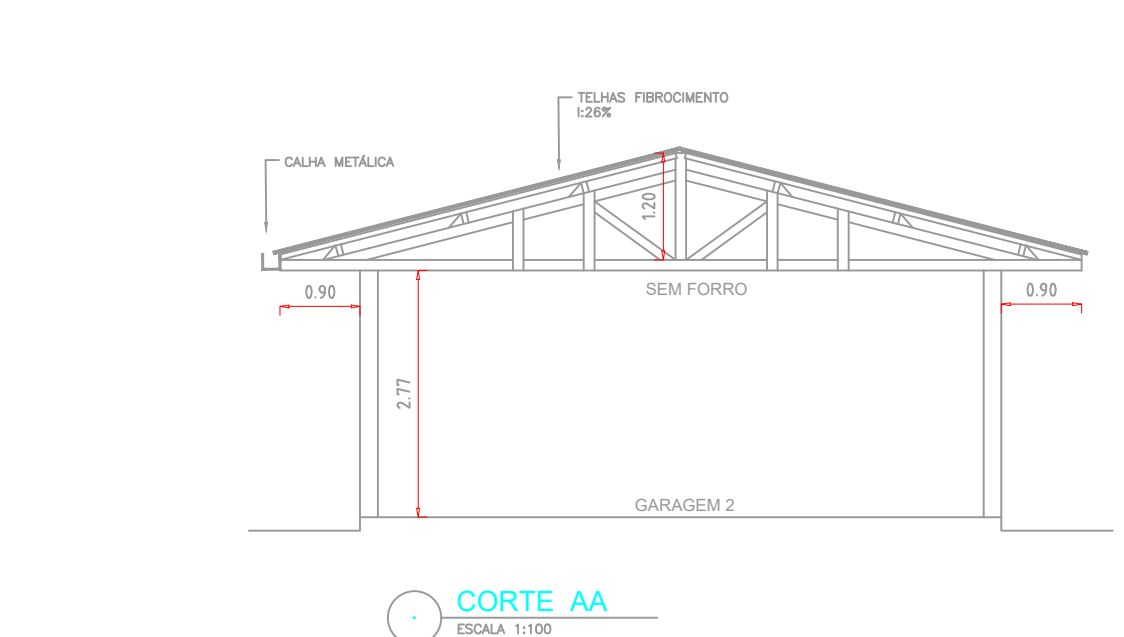 TELHAS FIBROCIMENTO
I:26%
CALHA METÁLICA
1.20
0.90
SEM FORRO
0.90
2.77
GARAGEM 2
CORTE AA
ESCALA 1:100